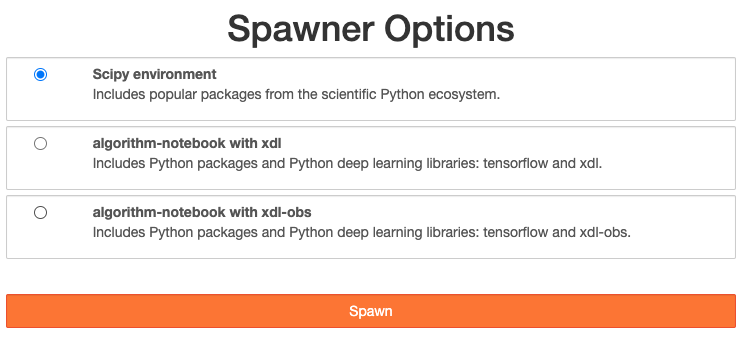 Spawner Options
Scipy environment
Includes popular packages from the scientific Python ecosystem.
algorithm-notebook with xdl
Includes Python packages and Python deep learning libraries: tensorflow and xdl.
algorithm-notebook with xdl-obs
Includes Python packages and Python deep learning libraries: tensorflow and xdl-obs.
Spawn